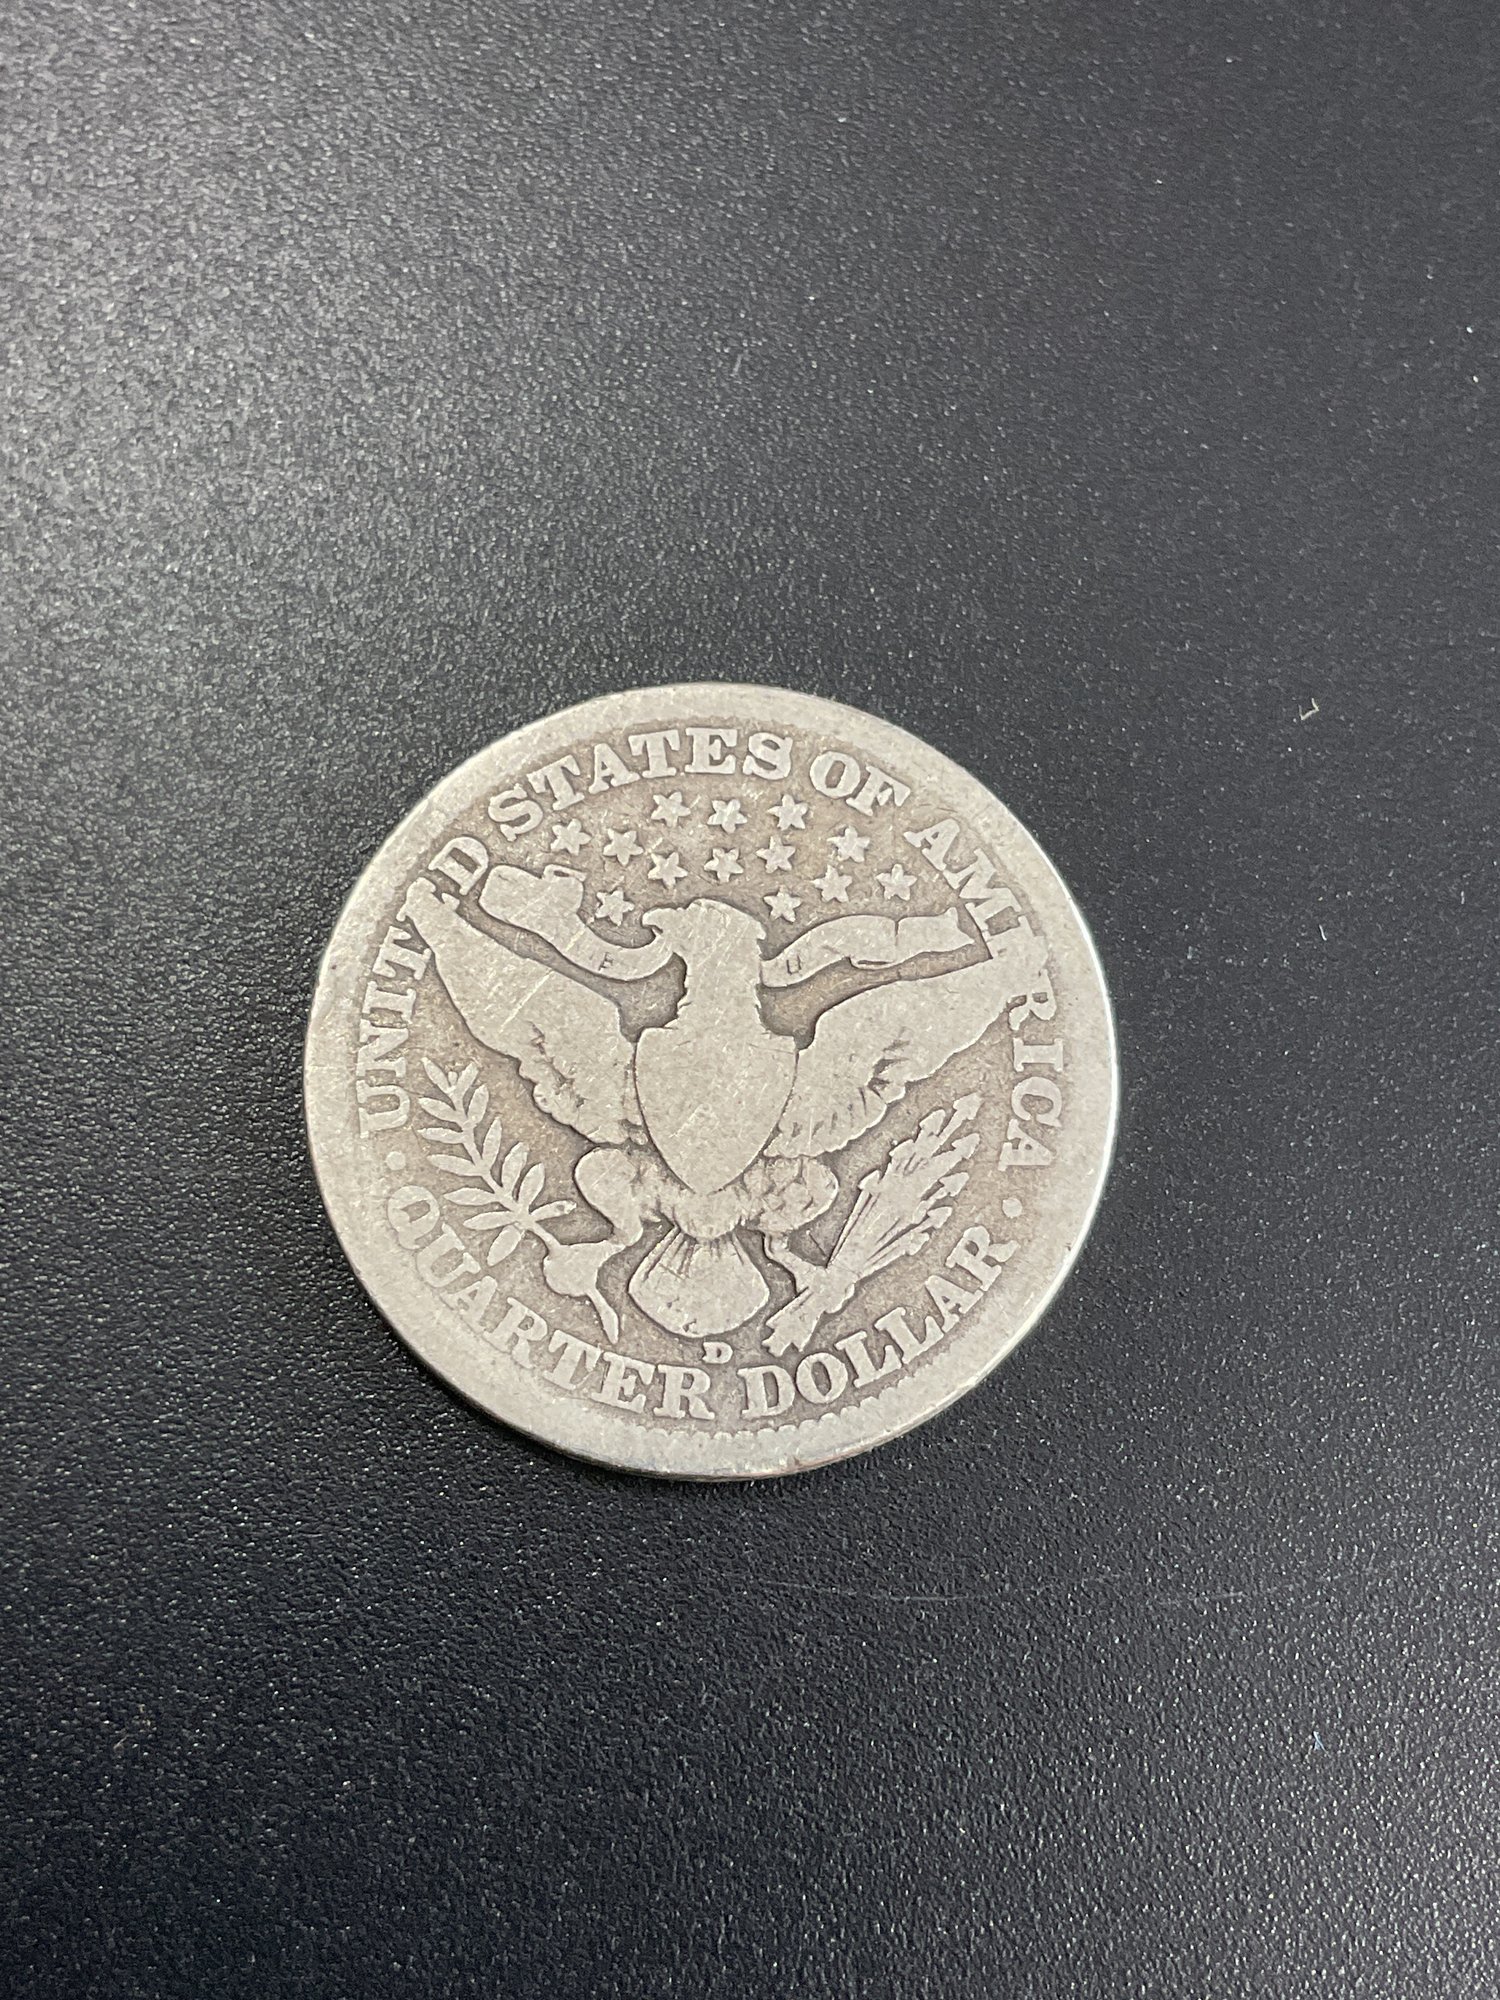 UNITED STATES OF AMERICA
E U
D
· QUARTER DOLLAR ·